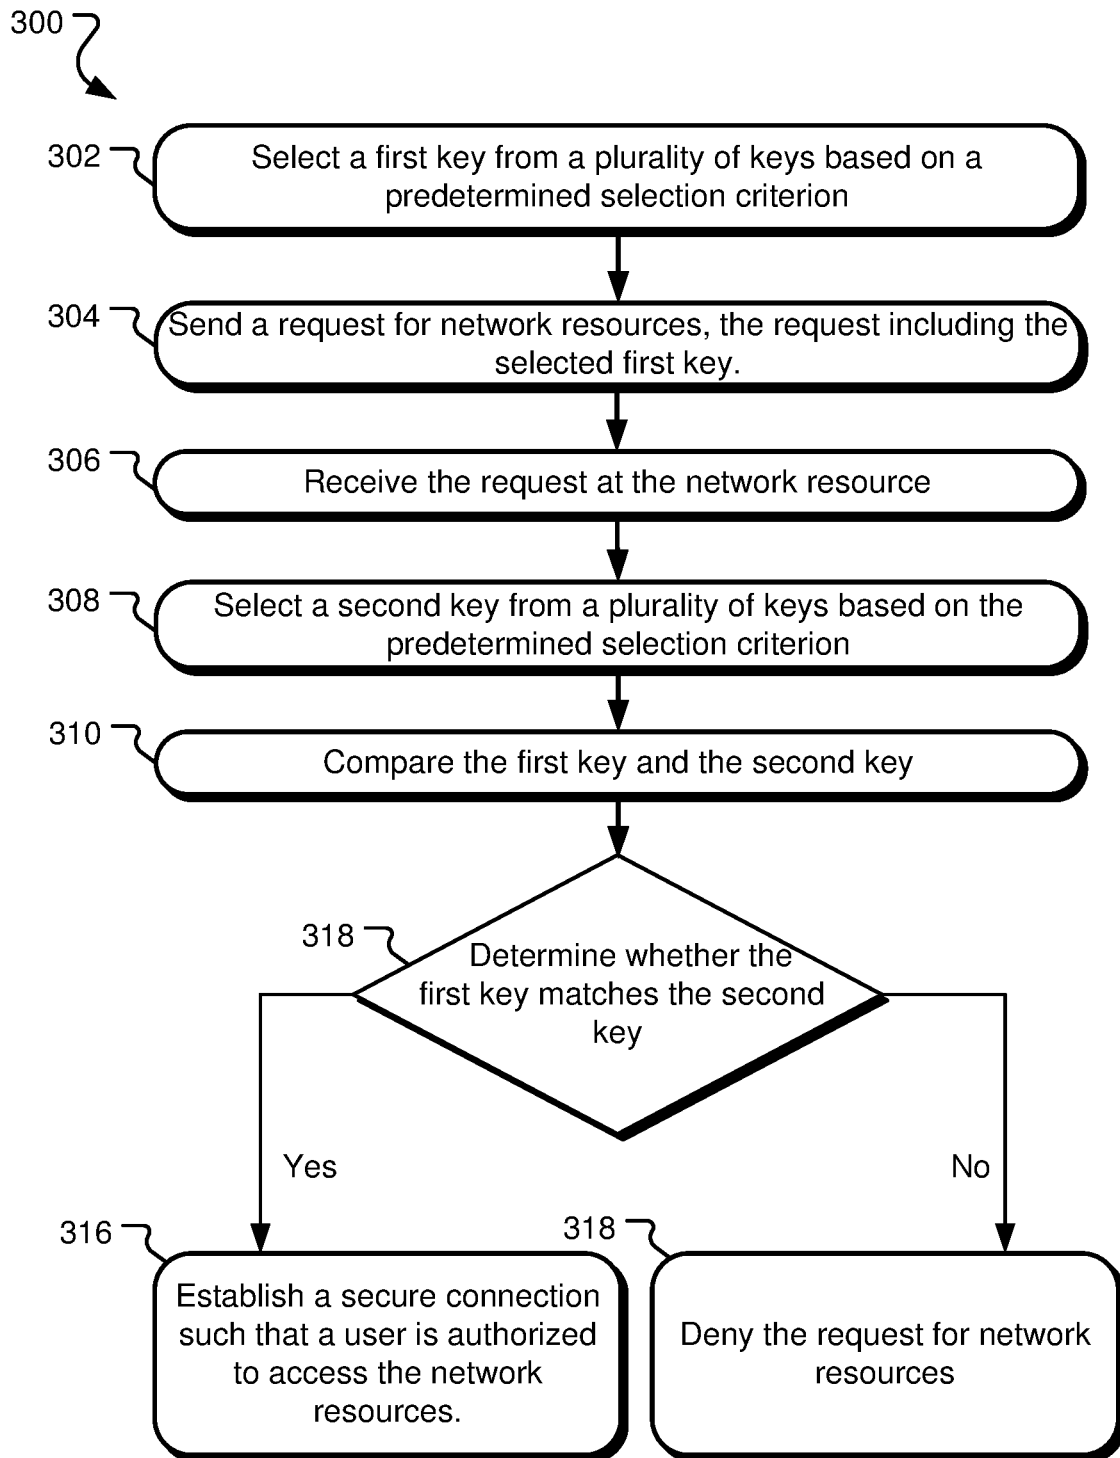 300
302
Select a first key from a plurality of keys based on a
predetermined selection criterion
304
Send a request for network resources, the request including the
selected first key.
306
Receive the request at the network resource
308
Select a second key from a plurality of keys based on the
predetermined selection criterion
310
Compare the first key and the second key
318
Determine whether the
first key matches the second
key
Yes
No
316
Establish a secure connection
such that a user is authorized
to access the network
resources.
318
Deny the request for network
resources